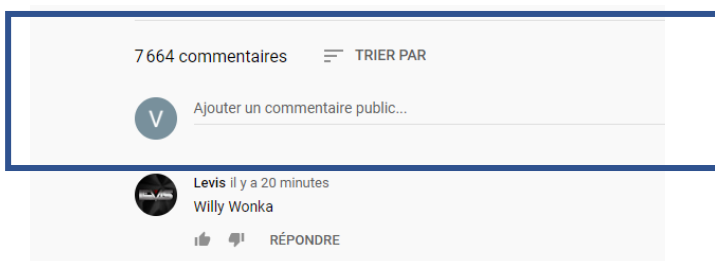 7 664 commentaires TRIER PAR
V
Ajouter un commentaire public...
Levis il y a 20 minutes
Willy Wonka
RÉPONDRE